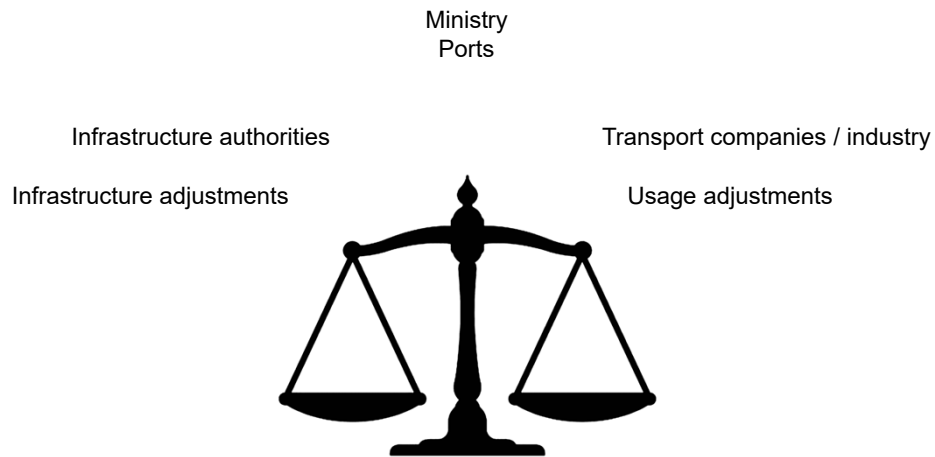 Ministry
Ports
Infrastructure authorities
Transport companies / industry
Infrastructure adjustments
Usage adjustments